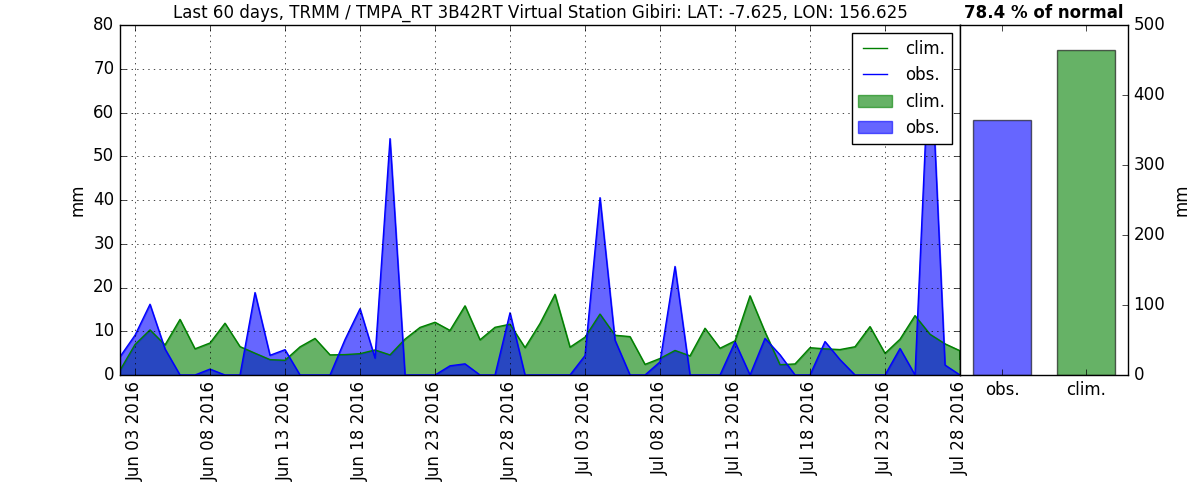 Last 60 days, TRMM / TMPA_RT 3B42RT Virtual Station Gibiri: LAT: -7.625, LON: 156.625
78.4 % of normal
80
70
60
50
40
30
20
10
0
mm
clim.
obs.
clim.
obs.
Jun 03 2016
Jun 08 2016
Jun 13 2016
Jun 18 2016
Jun 23 2016
Jun 28 2016
Jul 03 2016
Jul 08 2016
Jul 13 2016
Jul 18 2016
Jul 23 2016
Jul 28 2016
500
400
300
200
100
0
mm
obs.
clim.